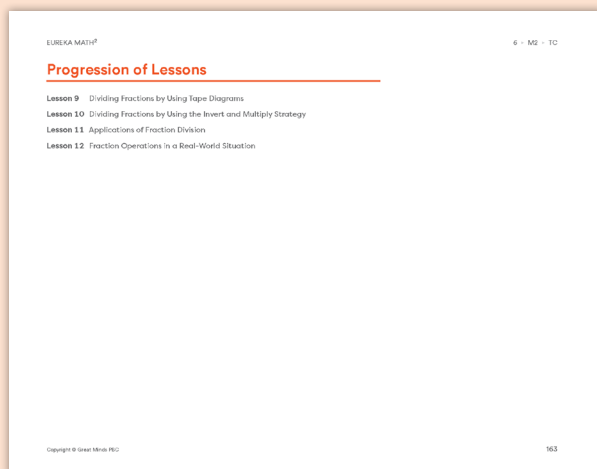 EUREKA MATH²
6 ▸ M2 ▸ TC
Progression of Lessons
Lesson 9 Dividing Fractions by Using Tape Diagrams
Lesson 10 Dividing Fractions by Using the Invert and Multiply Strategy
Lesson 11 Applications of Fraction Division
Lesson 12 Fraction Operations in a Real-World Situation
Copyright © Great Minds PBC
163